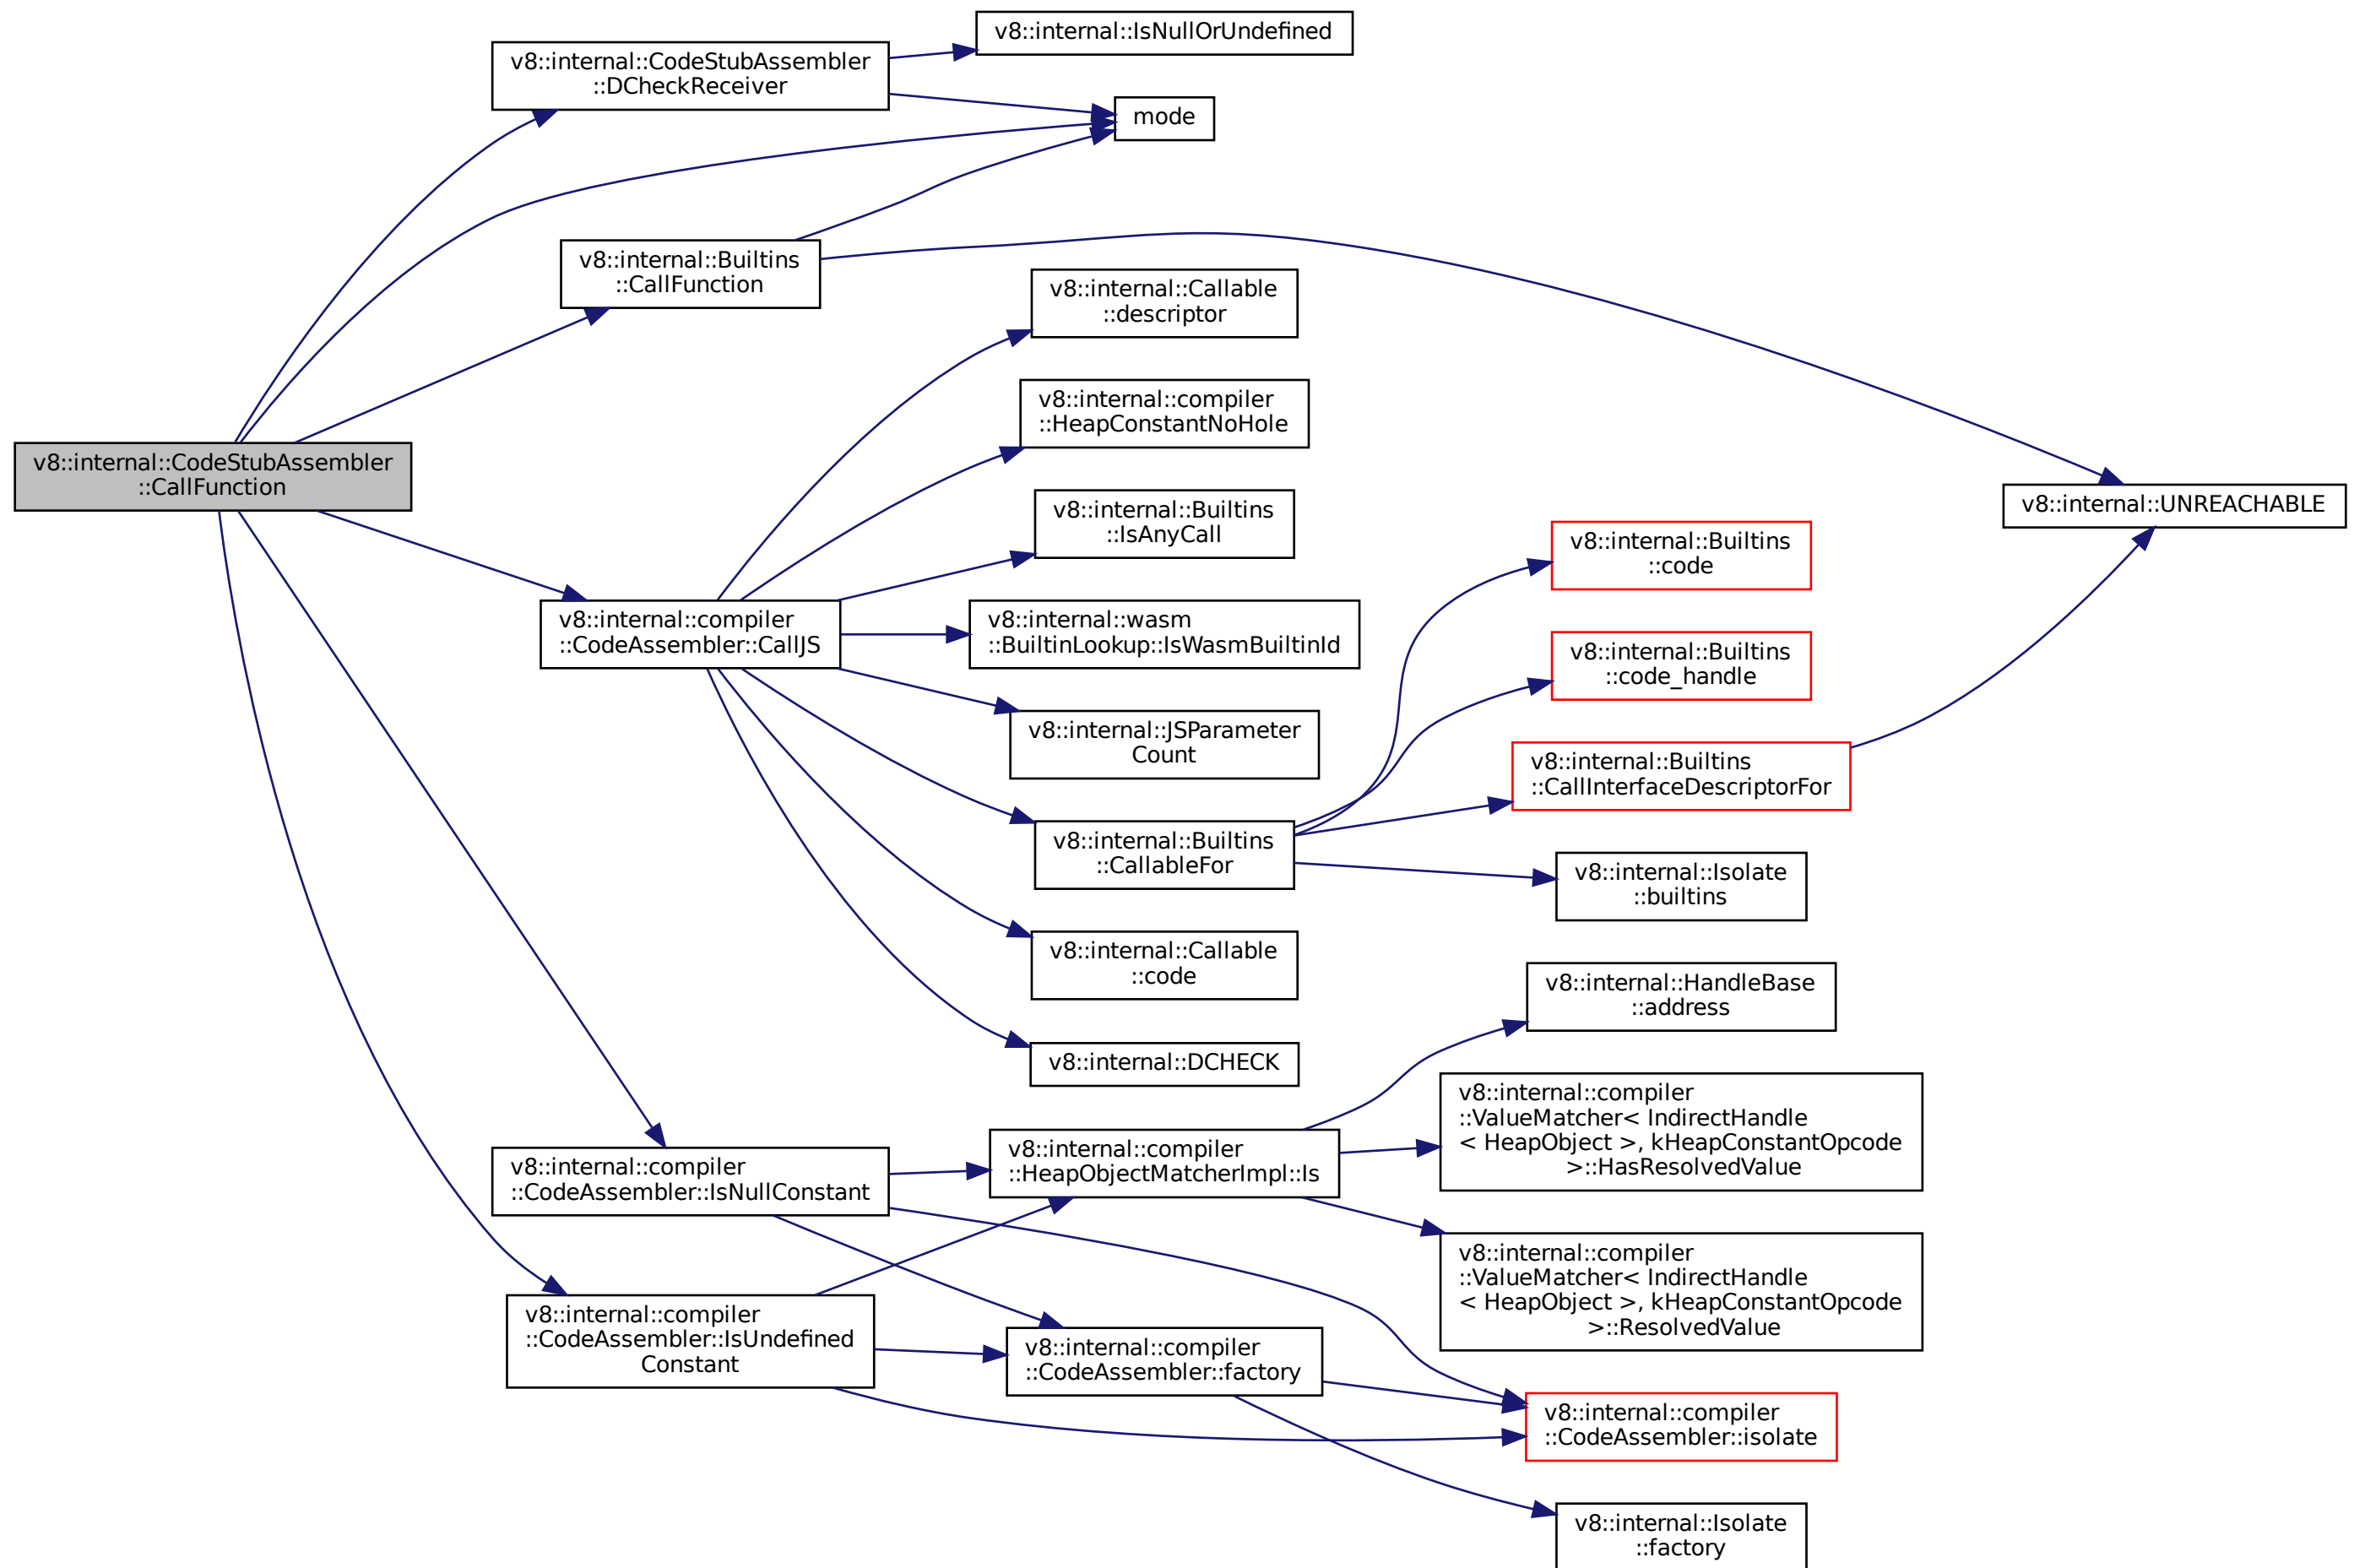 v8::internal::IsNullOrUndefined
v8::internal::CodeStubAssembler
::DCheckReceiver
mode
v8::internal::Builtins
::CallFunction
v8::internal::Callable
::descriptor
v8::internal::compiler
::HeapConstantNoHole
v8::internal::CodeStubAssembler
::CallFunction
v8::internal::Builtins
::IsAnyCall
v8::internal::UNREACHABLE
v8::internal::Builtins
::code
v8::internal::compiler
::CodeAssembler::CallJS
v8::internal::wasm
::BuiltinLookup::IsWasmBuiltinId
v8::internal::Builtins
::code_handle
v8::internal::JSParameter
Count
v8::internal::Builtins
::CallInterfaceDescriptorFor
v8::internal::Builtins
::CallableFor
v8::internal::Isolate
::builtins
v8::internal::Callable
::code
v8::internal::HandleBase
::address
v8::internal::DCHECK
v8::internal::compiler
::ValueMatcher< IndirectHandle
< HeapObject >, kHeapConstantOpcode
>::HasResolvedValue
v8::internal::compiler
::CodeAssembler::IsNullConstant
v8::internal::compiler
::HeapObjectMatcherImpl::Is
v8::internal::compiler
::ValueMatcher< IndirectHandle
< HeapObject >, kHeapConstantOpcode
>::ResolvedValue
v8::internal::compiler
::CodeAssembler::IsUndefined
Constant
v8::internal::compiler
::CodeAssembler::factory
v8::internal::compiler
::CodeAssembler::isolate
v8::internal::Isolate
::factory